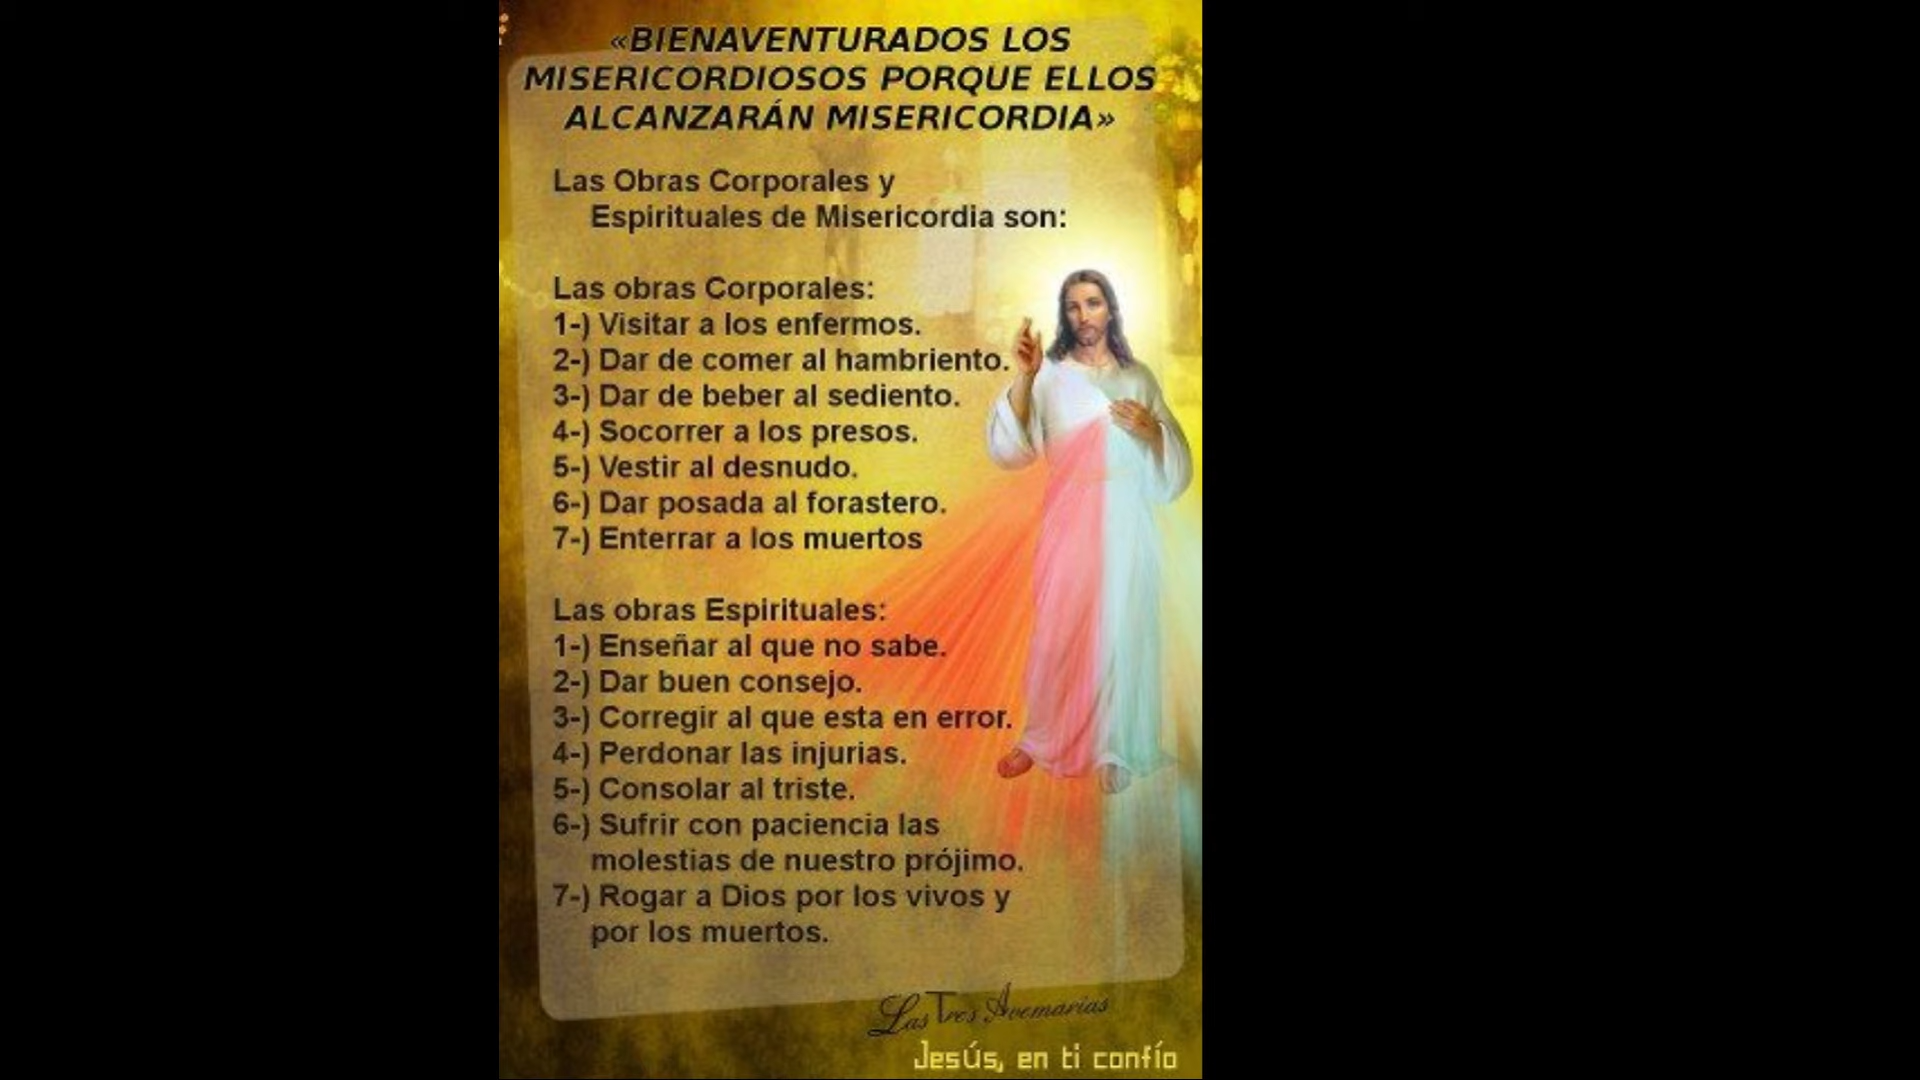 «BIENAVENTURADOS LOS
MISERICORDIOSOS PORQUE ELLOS
ALCANZARÁN MISERICORDIA»
Las Obras Corporales y
Espirituales de Misericordia son:
Las obras Corporales:
1-) Visitar a los enfermos.
2-) Dar de comer al hambriento.
3-) Dar de beber al sediento.
4-) Socorrer a los presos.
5-) Vestir al desnudo.
6-) Dar posada al forastero.
7-) Enterrar a los muertos
Las obras Espirituales:
1-) Enseñar al que no sabe.
2-) Dar buen consejo.
3-) Corregir al que esta en error.
4-) Perdonar las injurias.
5-) Consolar al triste.
6-) Sufrir con paciencia las
molestias de nuestro prójimo.
7-) Rogar a Dios por los vivos y
por los muertos.
Las Tres Avemarías
Jesús, en ti confío